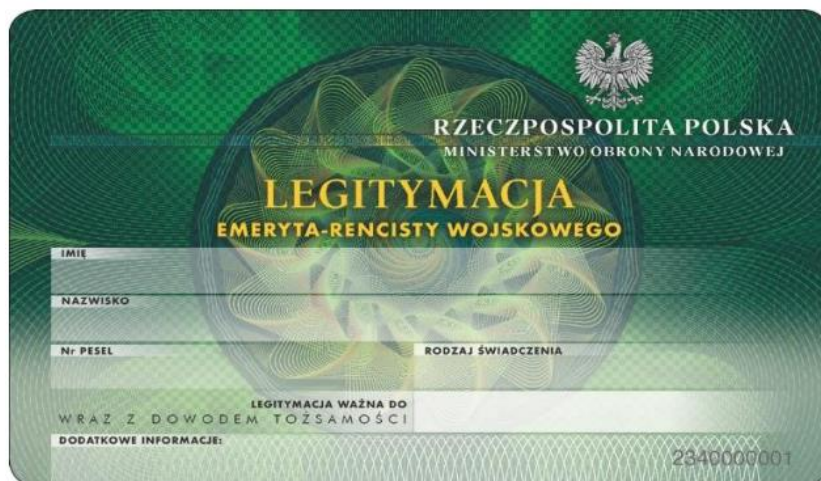 RZECZPOSPOLITA POLSKA
MINISTERSTWO OBRONY NARODOWEJ
LEGITYMACJA
EMERYTA-RENCISTY WOJSKOWEGO
IMIĘ
NAZWISKO
Nr PESEL
RODZAJ ŚWIADCZENIA
LEGITYMACJA WAŻNA DO
WRAZ Z DOWODEM TOŻSAMOŚCI
DODATKOWE INFORMACJE:
2340000001